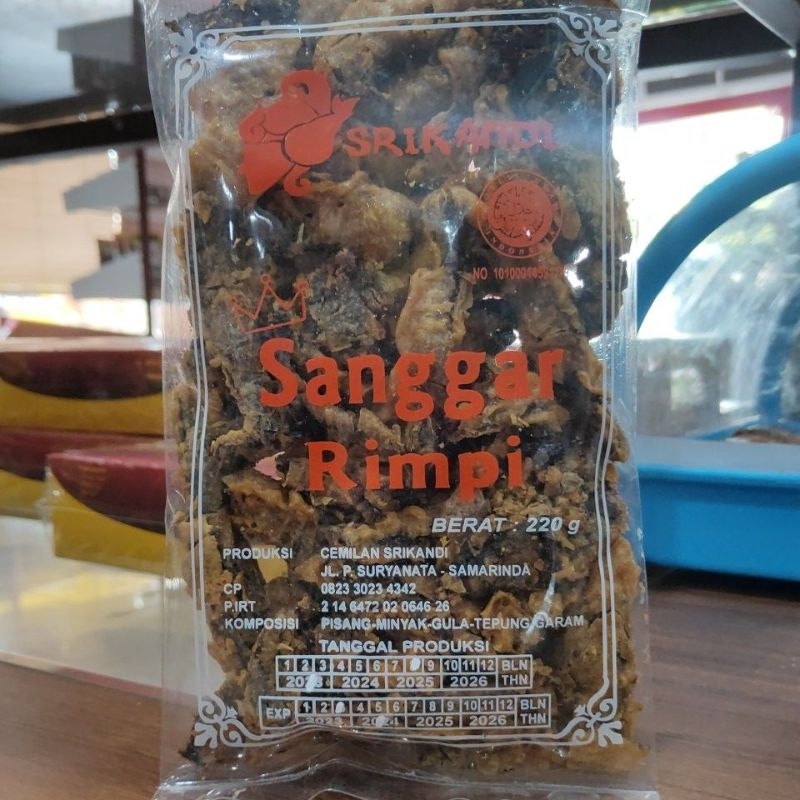 SRIKANDI
Sanggar
Rimpi
BERAT : 220 g
PRODUKSI CEMILAN SRIKANDI
JL. P. SURYANATA - SAMARINDA
CP 0823 3023 4342
P.IRT 2 14 6472 02 0646 26
KOMPOSISI PISANG-MINYAK-GULA-TEPUNG GARAM
TANGGAL PRODUKSI
1 2 3 4 5 6 7 8 9 10 11 12 BLN
2023 2024 2025 2026 THN
EXP 1 2 3 4 5 6 7 8 9 10 11 12 BLN
2023 2024 2025 2026 THN